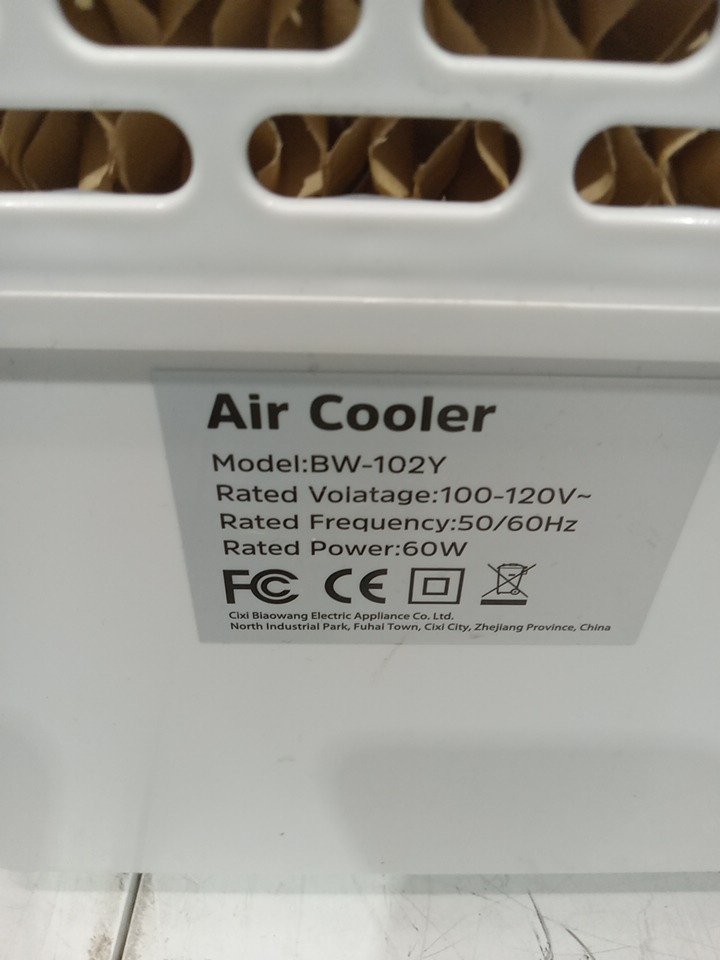 Air Cooler
Model:BW-102Y
Rated Volatage:100-120V~
Rated Frequency:50/60Hz
Rated Power:60W
FC CE
Cixi Biaowang Electric Appliance Co. Ltd.
North Industrial Park, Fuhai Town, Cixi City, Zhejiang Province, China